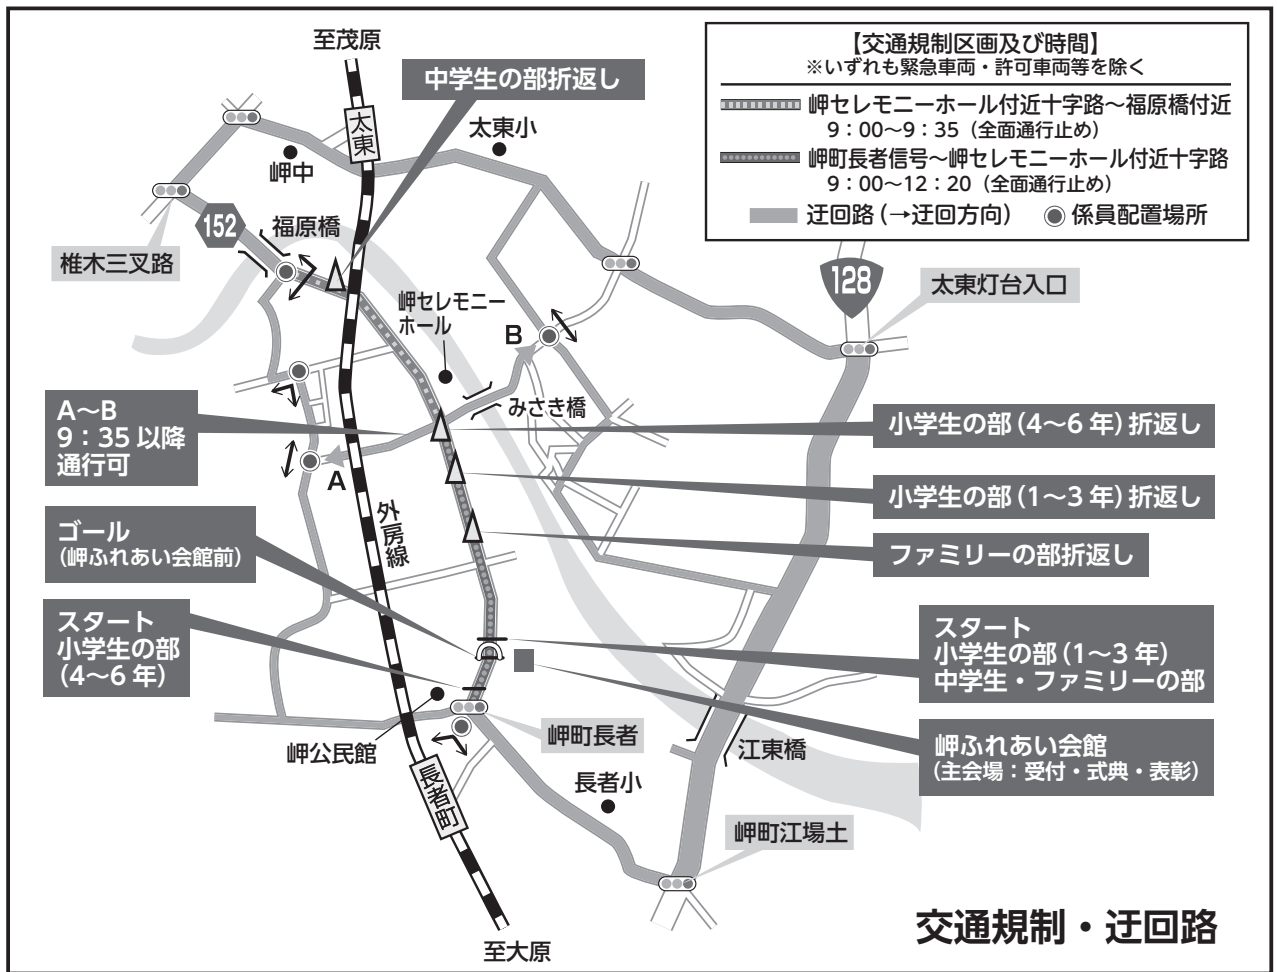 至茂原
中学生の部折返し
【交通規制区画及び時間】
※いずれも緊急車両・許可車両等を除く
岬セレモニーホール付近十字路～福原橋付近
9：00～9：35（全面通行止め）
岬町長者信号～岬セレモニーホール付近十字路
9：00～12：20（全面通行止め）
迂回路（→迂回方向）
係員配置場所
太東
太東小
岬中
152
福原橋
椎木三叉路
128
太東灯台入口
岬セレモニー
ホール
B
みさき橋
A～B
9：35 以降
通行可
A
小学生の部（4～6 年）折返し
小学生の部（1～3 年）折返し
ファミリーの部折返し
外房線
ゴール
（岬ふれあい会館前）
スタート
小学生の部
（4～6 年）
スタート
小学生の部（1～3 年）
中学生・ファミリーの部
岬公民館
岬町長者
江東橋
岬ふれあい会館
（主会場：受付・式典・表彰）
長者町
長者小
岬町江場土
至大原
交通規制・迂回路